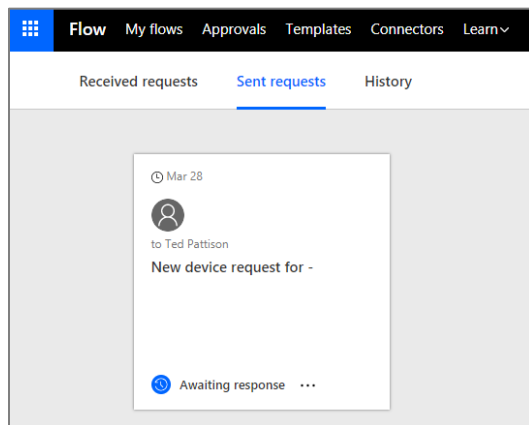 Flow My flows Approvals Templates Connectors Learn
Received requests Sent requests History
Mar 28
to Ted Pattison
New device request for -
Awaiting response ...